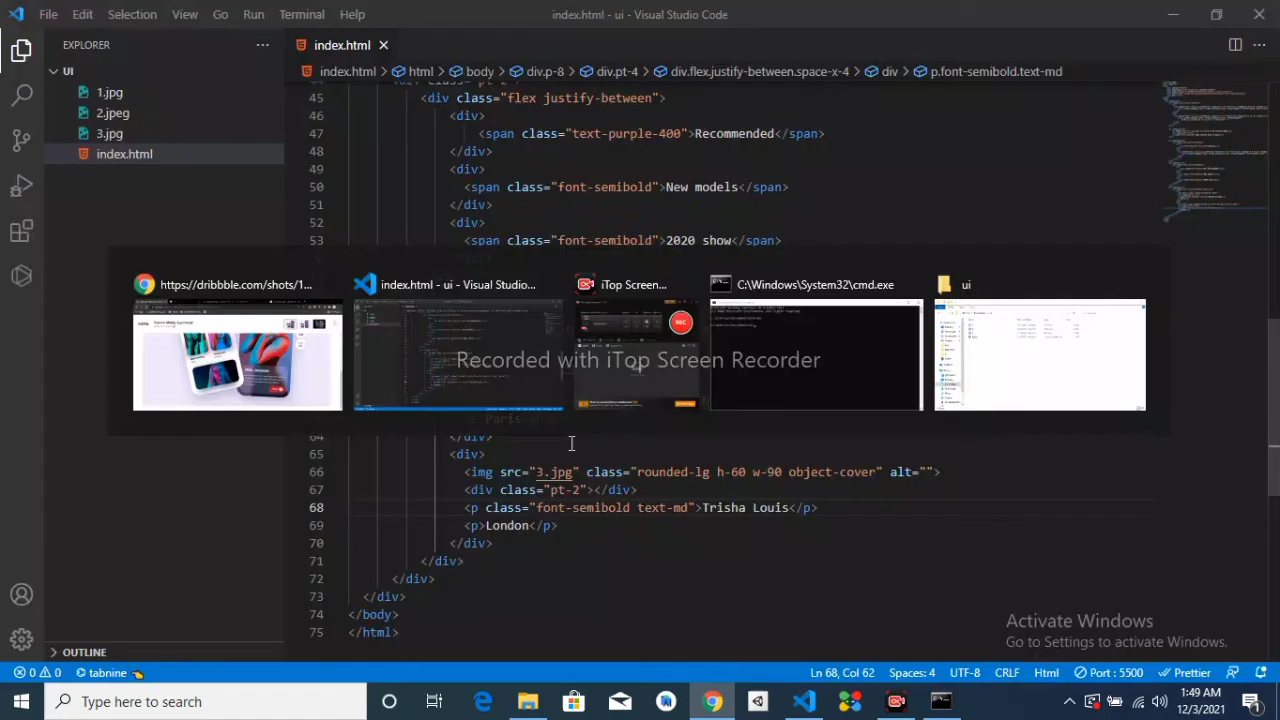 File Edit Selection View Go Run Terminal Help
index.html - ui - Visual Studio Code
EXPLORER
UI
1.jpg
2.jpeg
3.jpg
index.html
OUTLINE
index.html
index.html html body div.p-8 div.pt-4 div.flex.justify-between.space-x-4 div p.font-semibold.text-md
45 <div class="flex justify-between">
46 <div>
47 <span class="text-purple-400">Recommended</span>
48 </div>
49 <div>
50 <span class="font-semibold">New models</span>
51 </div>
52 <div>
53 <span class="font-semibold">2020 show</span>
https://dribbble.com/shots/1...
index.html - ui - Visual Studio...
iTop Screen...
C:\Windows\System32\cmd.exe
ui
REC
Recorded with iTop Screen Recorder
Paris
64 </div>
65 <div>
66 <img src="3.jpg" class="rounded-lg h-60 w-90 object-cover" alt="">
67 <div class="pt-2"></div>
68 <p class="font-semibold text-md">Trisha Louis</p>
69 <p>London</p>
70 </div>
71 </div>
72 </div>
73 </div>
74 </body>
75 </html>
Activate Windows
Go to Settings to activate Windows.
0 0 tabnine
Ln 68, Col 62 Spaces: 4 UTF-8 CRLF Html Port : 5500 Prettier
Type here to search
1:49 AM
12/3/2021
1